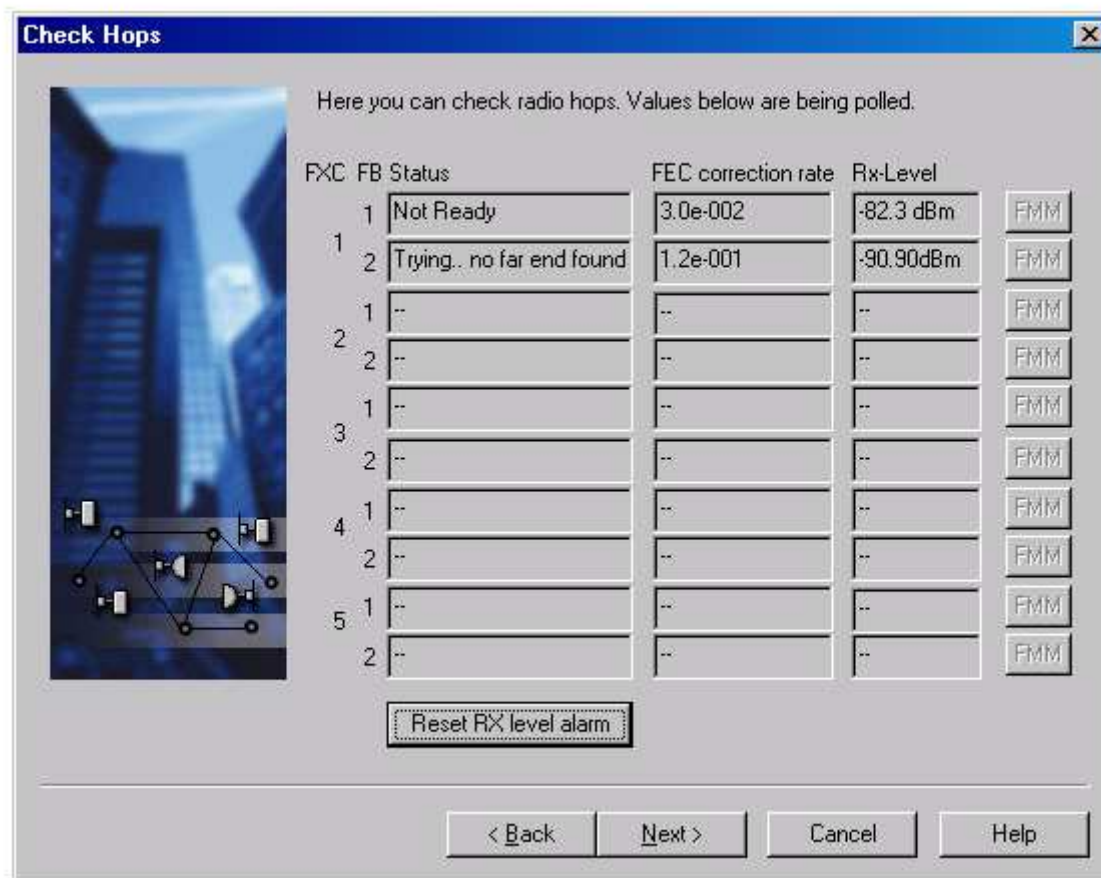 Check Hops
Here you can check radio hops. Values below are being polled.
FXC FB Status FEC correction rate Rx-Level
1 Not Ready 3.0e-002 -82.3 dBm FMM
1
2 Trying.. no far end found 1.2e-001 -90.90dBm FMM
1 -- -- -- FMM
2
2 -- -- -- FMM
1 -- -- -- FMM
3
2 -- -- -- FMM
1 -- -- -- FMM
4
2 -- -- -- FMM
1 -- -- -- FMM
5
2 -- -- -- FMM
Reset RX level alarm
< Back Next > Cancel Help